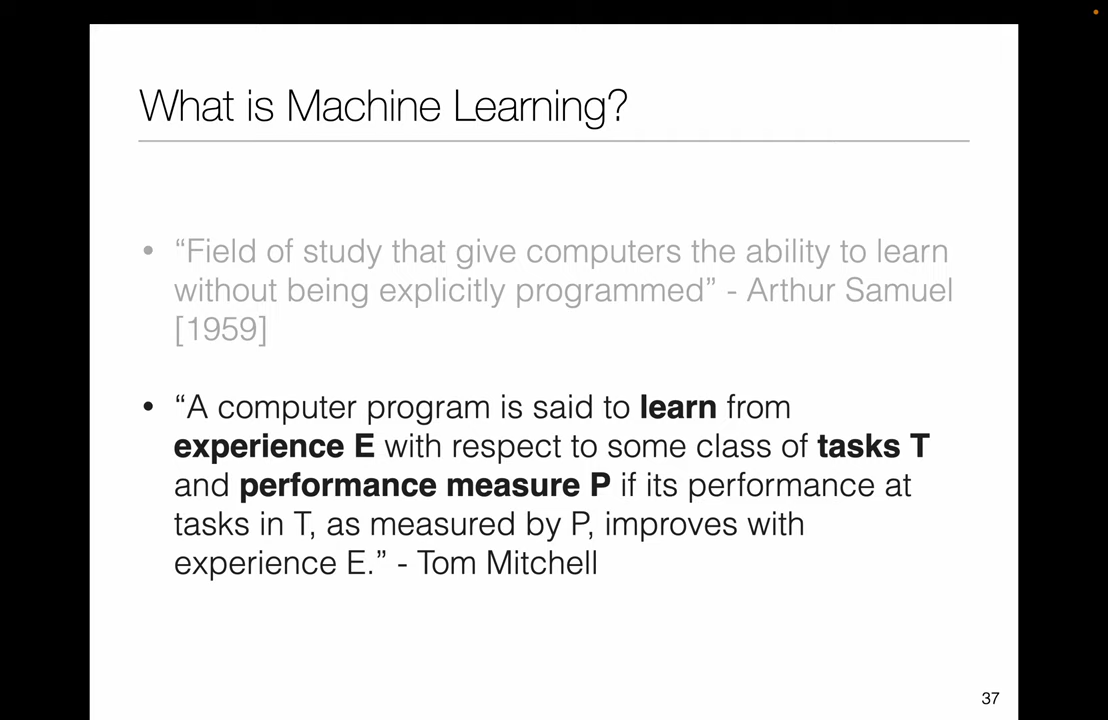 What is Machine Learning?
• “Field of study that give computers the ability to learn
without being explicitly programmed” - Arthur Samuel
[1959]
• “A computer program is said to learn from
experience E with respect to some class of tasks T
and performance measure P if its performance at
tasks in T, as measured by P, improves with
experience E.” - Tom Mitchell
37